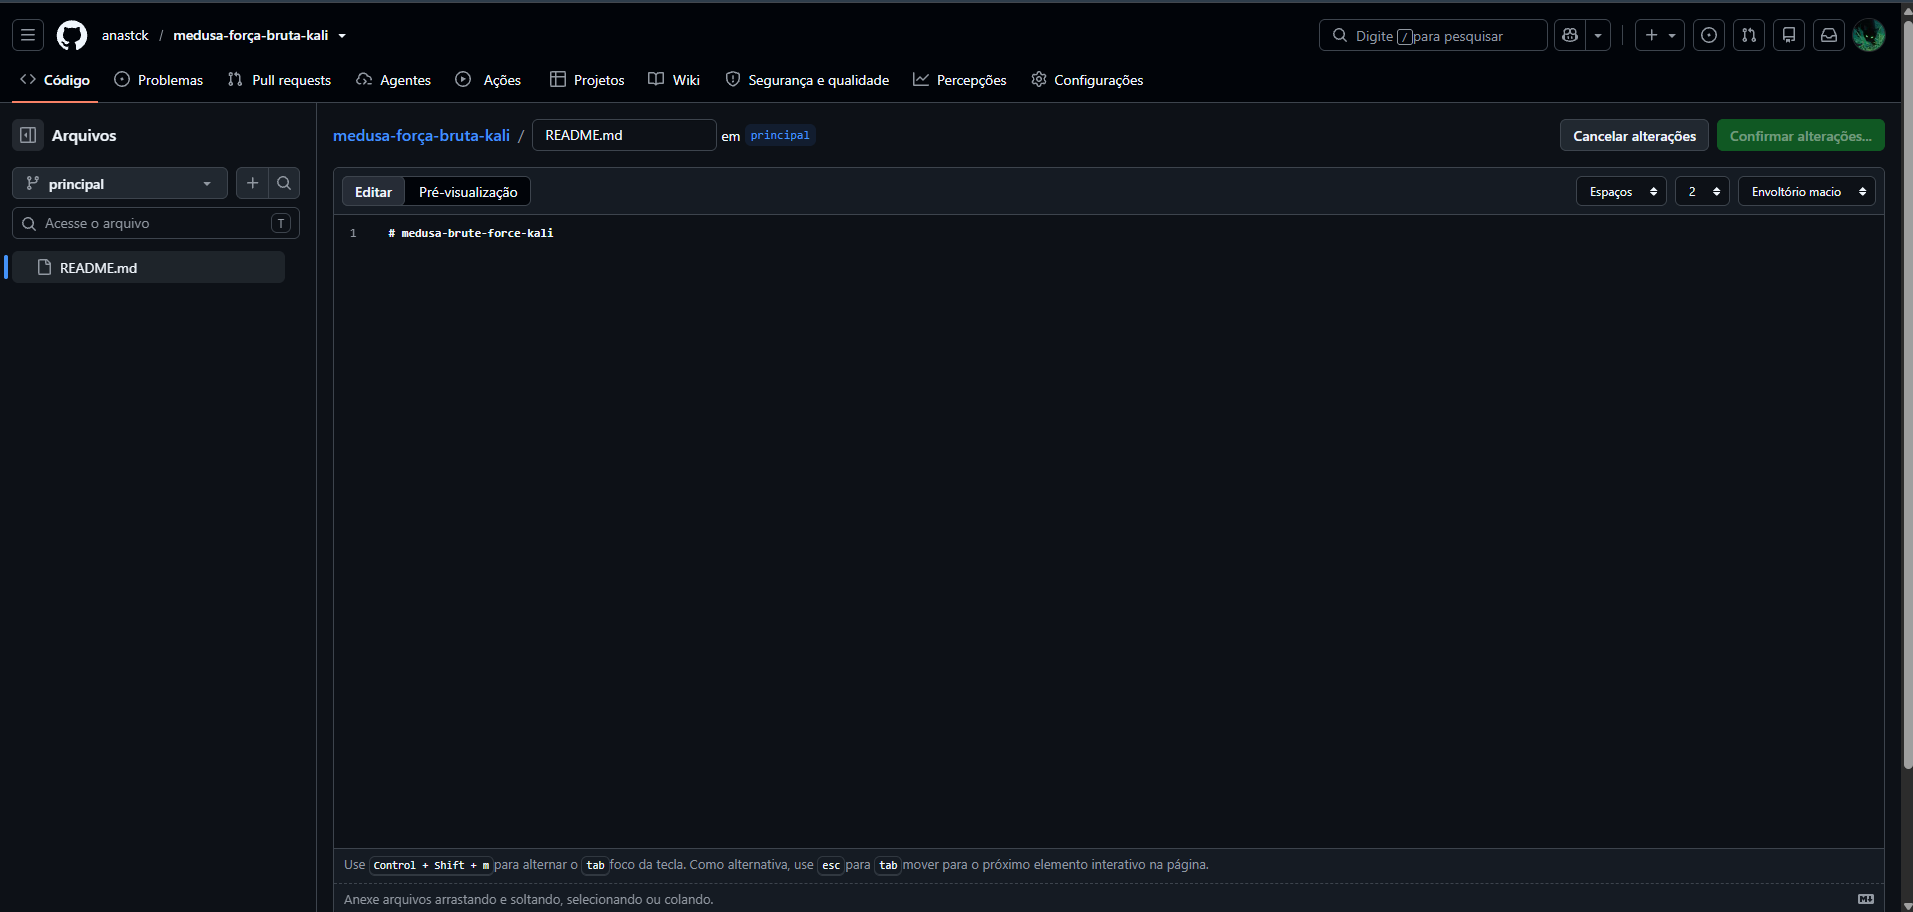 anastck / medusa-força-bruta-kali
Digite / para pesquisar
Código Problemas Pull requests Agentes Ações Projetos Wiki Segurança e qualidade Percepções Configurações
Arquivos
principal
Acesse o arquivo T
README.md
medusa-força-bruta-kali / README.md em principal
Cancelar alterações Confirmar alterações...
Editar Pré-visualização
Espaços 2 Envoltório macio
1 # medusa-brute-force-kali
Use Control + Shift + m para alternar o tab foco da tecla. Como alternativa, use esc para tab mover para o próximo elemento interativo na página.
Anexe arquivos arrastando e soltando, selecionando ou colando.